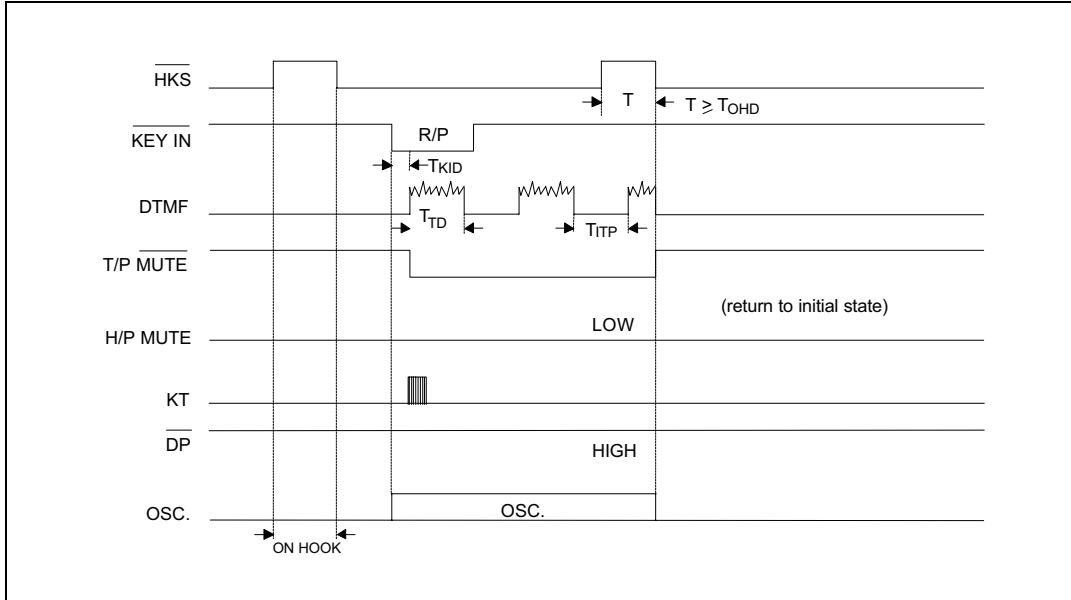 HKS
T
T ≥ TOHD
KEY IN
R/P
TKID
DTMF
TTD
TITP
T/P MUTE
(return to initial state)
LOW
H/P MUTE
KT
DP
HIGH
OSC.
OSC.
ON HOOK